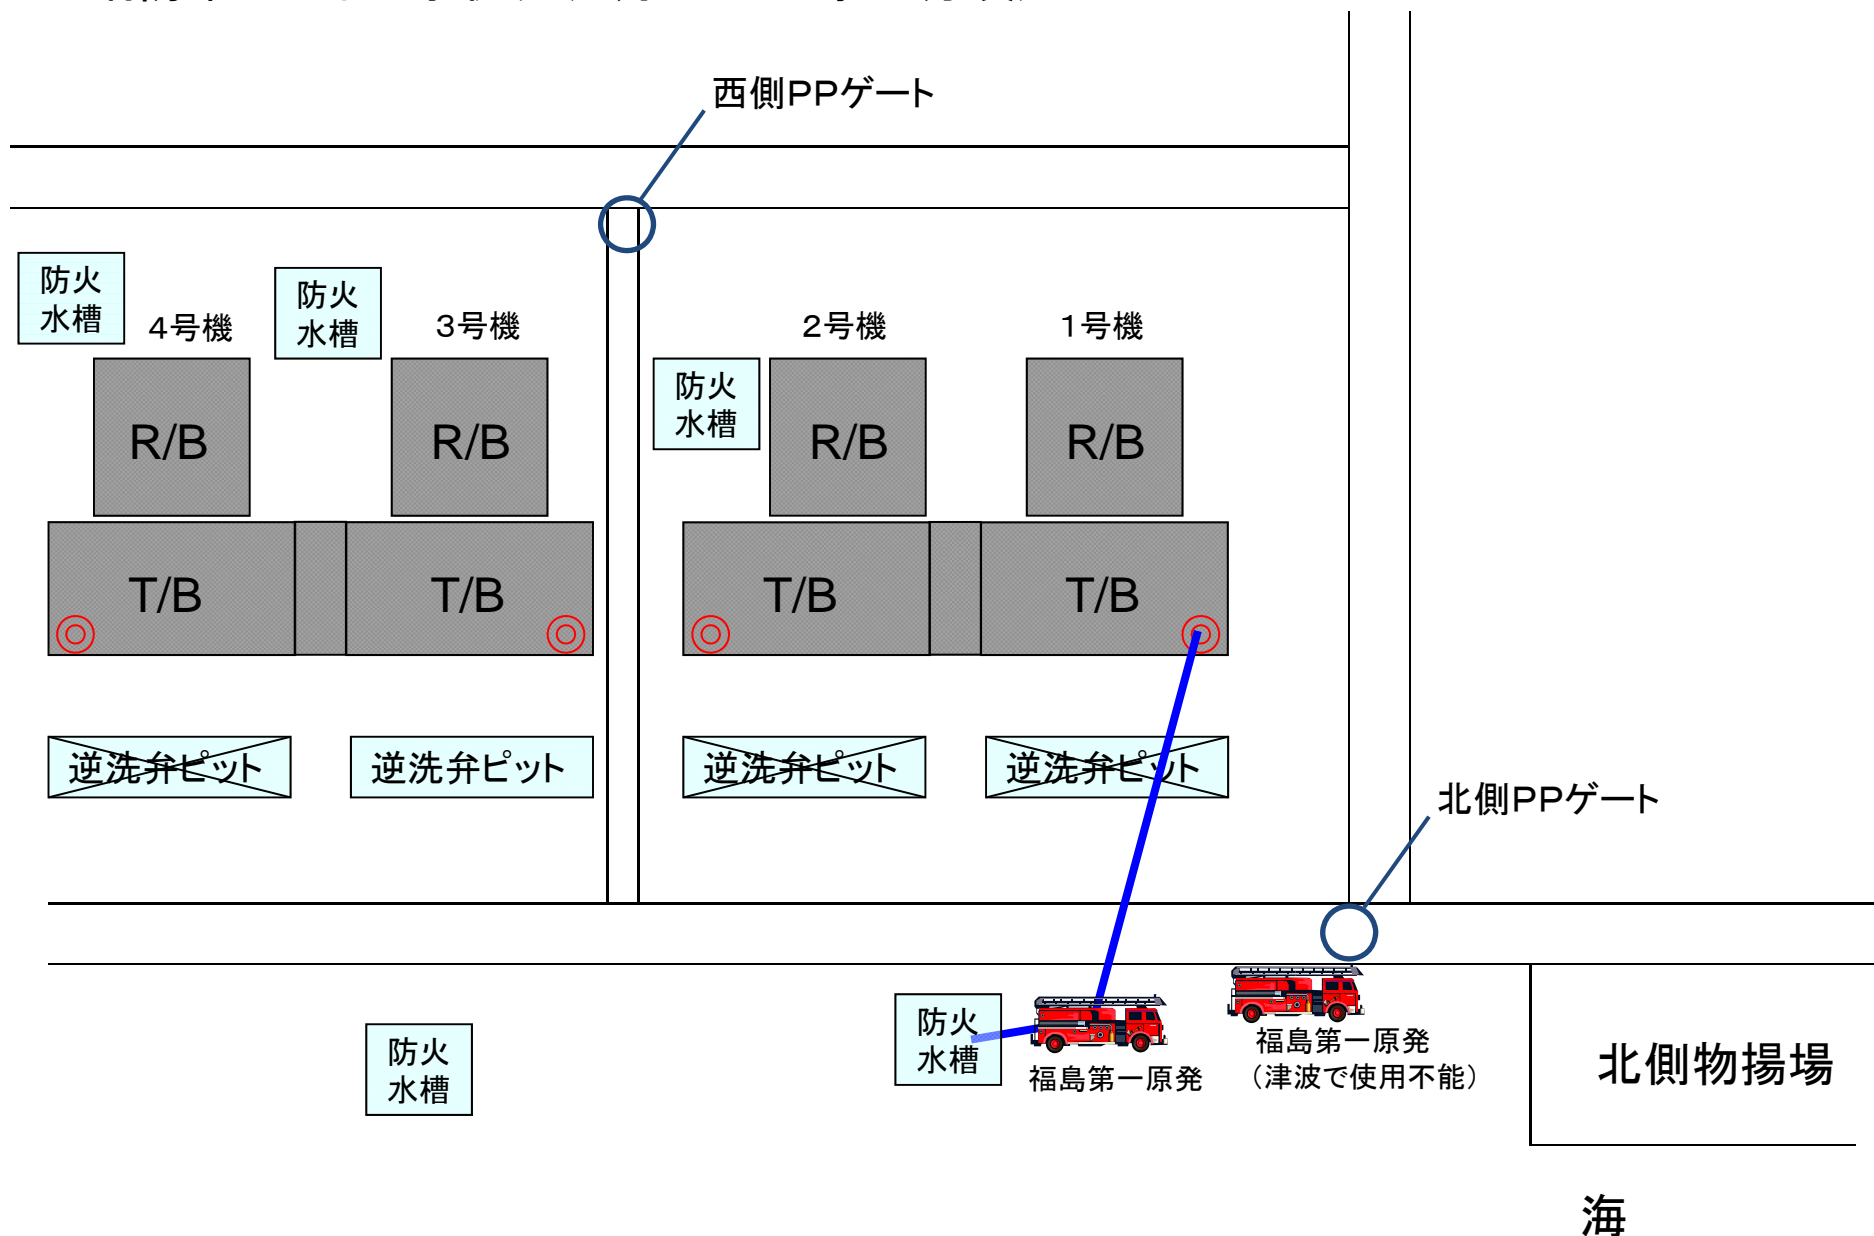 西側PPゲート
防火
水槽
4号機
防火
水槽
3号機
2号機
1号機
防火
水槽
R/B
R/B
R/B
R/B
T/B
T/B
T/B
T/B
逆洗弁ピット
逆洗弁ピット
逆洗弁ピット
逆洗弁ピット
北側PPゲート
防火
水槽
防火
水槽
福島第一原発
福島第一原発
(津波で使用不能)
北側物揚場
海